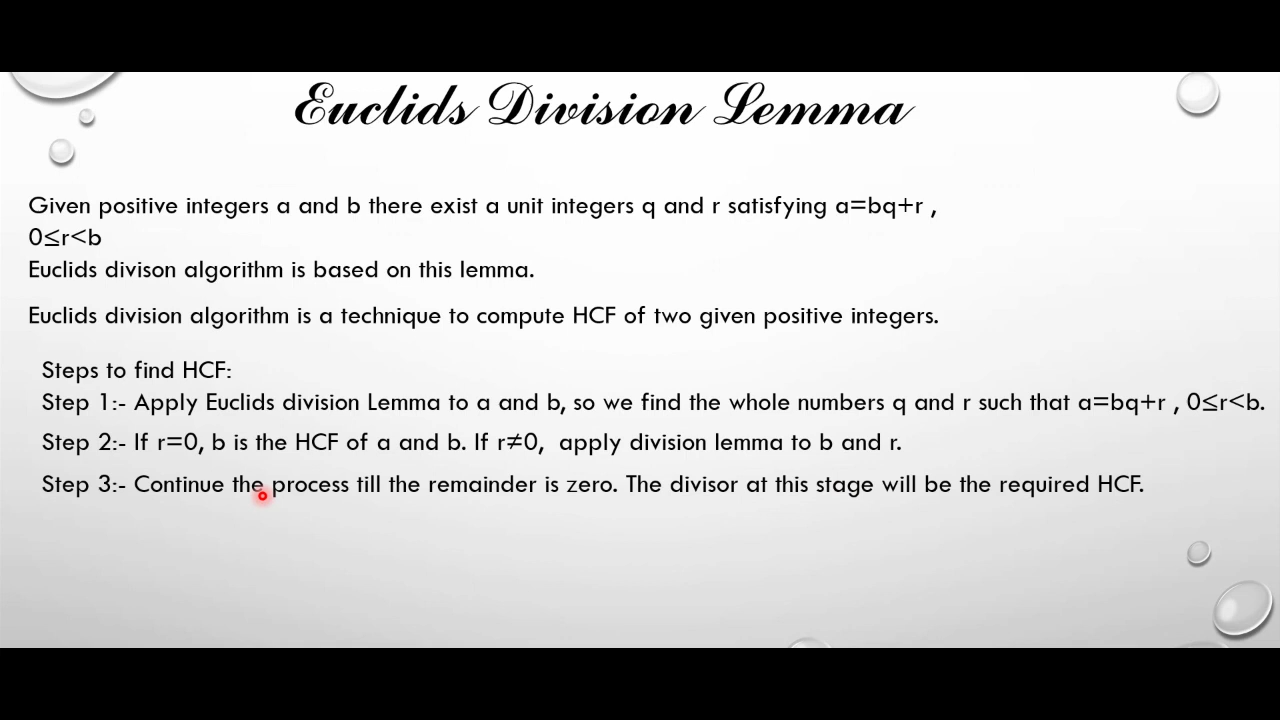 Euclids Division Lemma
Given positive integers a and b there exist a unit integers q and r satisfying a=bq+r ,
0≤r<b
Euclids divison algorithm is based on this lemma.
Euclids division algorithm is a technique to compute HCF of two given positive integers.
Steps to find HCF:
Step 1:- Apply Euclids division Lemma to a and b, so we find the whole numbers q and r such that a=bq+r , 0≤r<b.
Step 2:- If r=0, b is the HCF of a and b. If r≠0,  apply division lemma to b and r.
Step 3:- Continue the process till the remainder is zero. The divisor at this stage will be the required HCF.